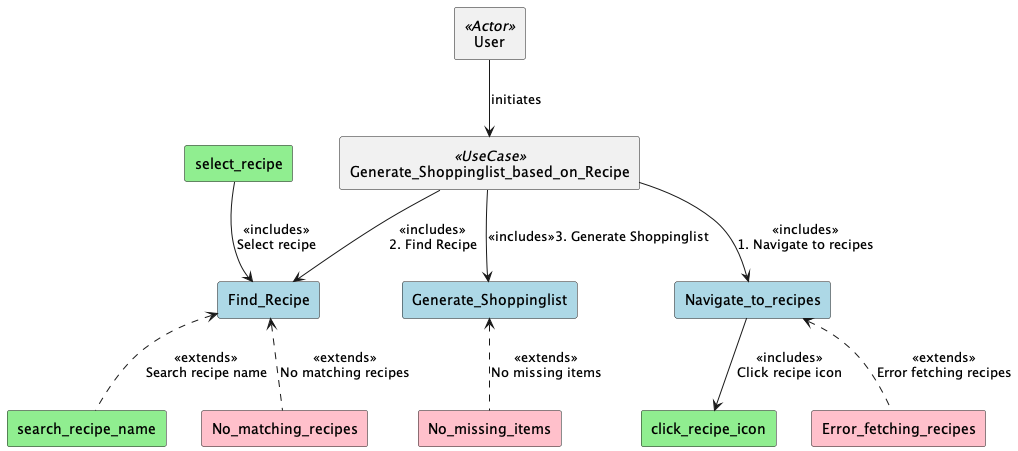 «Actor»
User
initiates
«UseCase»
Generate_Shoppinglist_based_on_Recipe
select_recipe
«includes»
Select recipe
«includes»
2. Find Recipe
«includes»3. Generate Shoppinglist
«includes»
1. Navigate to recipes
Find_Recipe
Generate_Shoppinglist
Navigate_to_recipes
«extends»
Search recipe name
«extends»
No matching recipes
«extends»
No missing items
«includes»
Click recipe icon
«extends»
Error fetching recipes
search_recipe_name
No_matching_recipes
No_missing_items
click_recipe_icon
Error_fetching_recipes